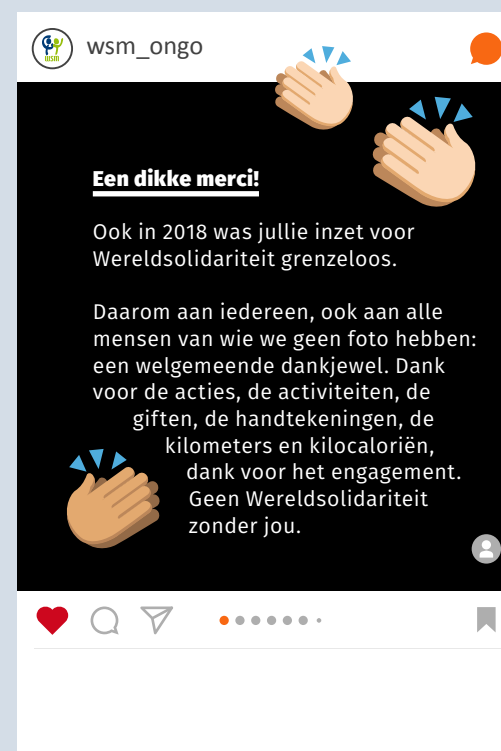 wsm
wsm_ongo
Een dikke merci!
Ook in 2018 was jullie inzet voor
Wereldsolidariteit grenzeloos.
Daarom aan iedereen, ook aan alle
mensen van wie we geen foto hebben:
een welgemeende dankjewel. Dank
voor de acties, de activiteiten, de
giften, de handtekeningen, de
kilometers en kilocaloriën,
dank voor het engagement.
Geen Wereldsolidariteit
zonder jou.